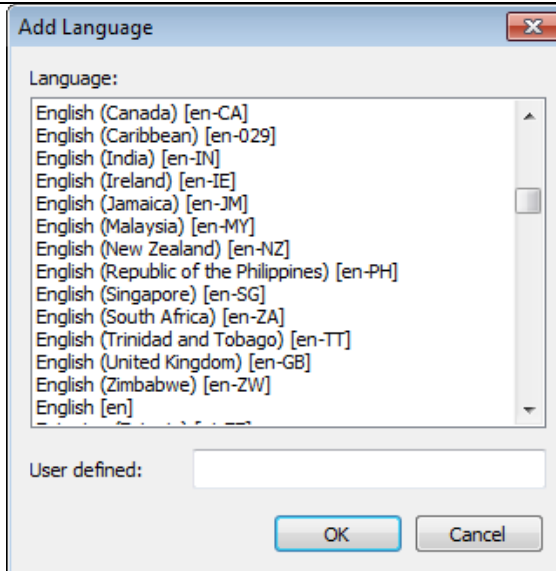 Add Language
Language:
English (Canada) [en-CA]
English (Caribbean) [en-029]
English (India) [en-IN]
English (Ireland) [en-IE]
English (Jamaica) [en-JM]
English (Malaysia) [en-MY]
English (New Zealand) [en-NZ]
English (Republic of the Philippines) [en-PH]
English (Singapore) [en-SG]
English (South Africa) [en-ZA]
English (Trinidad and Tobago) [en-TT]
English (United Kingdom) [en-GB]
English (Zimbabwe) [en-ZW]
English [en]
User defined:
OK Cancel